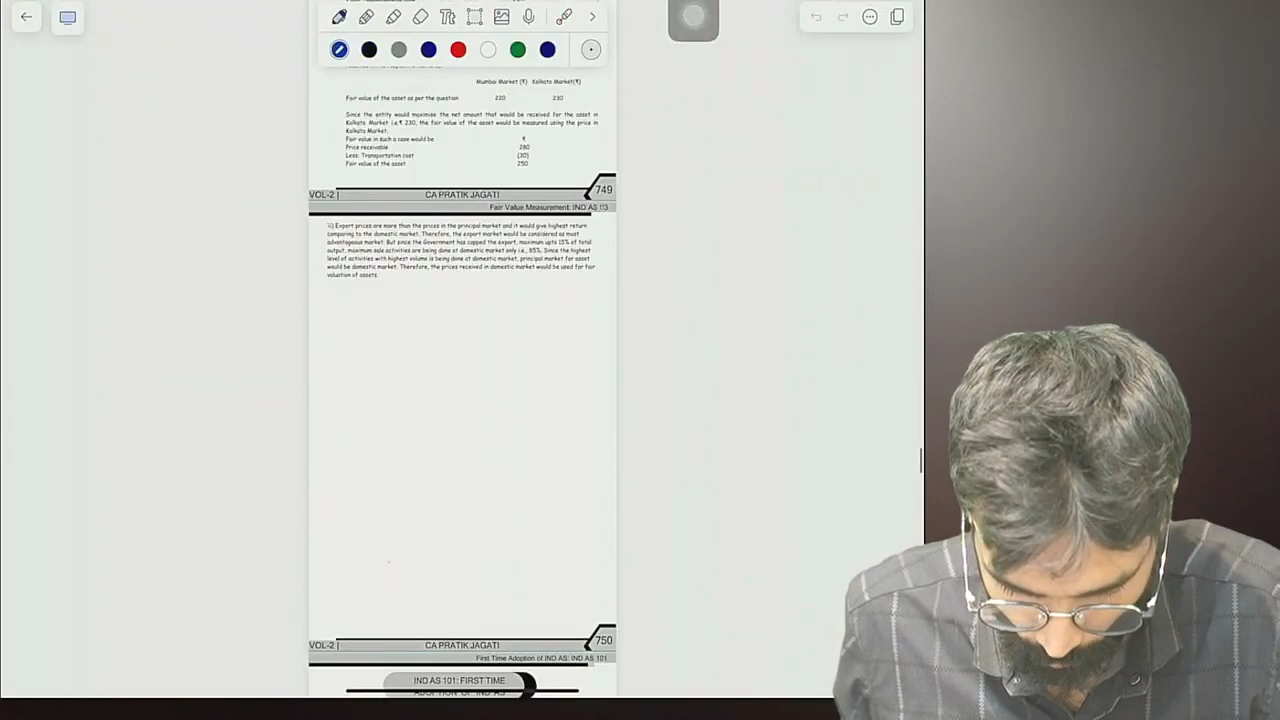 Mumbai Market (₹) Kolkata Market(₹)
Fair value of the asset as per the question 220 230
Since the entity would maximise the net amount that would be received for the asset in
Kolkata Market i.e.₹ 230, the fair value of the asset would be measured using the price in
Kolkata Market.
Fair value in such a case would be ₹
Price receivable 280
Less: Transportation cost (30)
Fair value of the asset 250
VOL-2 | CA PRATIK JAGATI 749
Fair Value Measurement: IND AS 113
Export prices are more than the prices in the principal market and it would give highest return
comparing to the domestic market. Therefore, the export market would be considered as most
advantageous market. But since the Government has capped the export, maximum upto 15% of total
output, maximum sale activities are being done at domestic market only i.e., 85%. Since the highest
level of activities with highest volume is being done at domestic market, principal market for asset
would be domestic market. Therefore, the prices received in domestic market would be used for fair
valuation of assets.
VOL-2 | CA PRATIK JAGATI 750
First Time Adoption of IND AS: IND AS 101
IND AS 101: FIRST TIME
ADOPTION OF IND AS